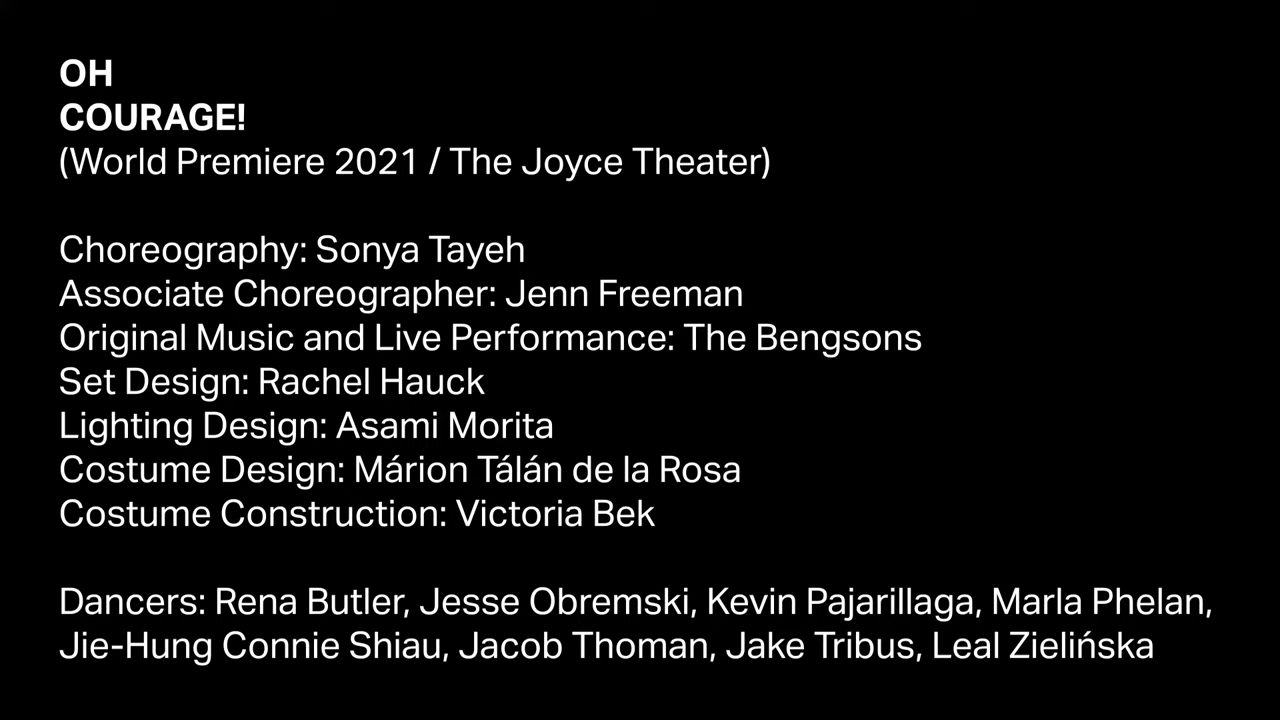 OH
COURAGE!
(World Premiere 2021 / The Joyce Theater)
Choreography: Sonya Tayeh
Associate Choreographer: Jenn Freeman
Original Music and Live Performance: The Bengsons
Set Design: Rachel Hauck
Lighting Design: Asami Morita
Costume Design: Márion Tálán de la Rosa
Costume Construction: Victoria Bek
Dancers: Rena Butler, Jesse Obremski, Kevin Pajarillaga, Marla Phelan,
Jie-Hung Connie Shiau, Jacob Thoman, Jake Tribus, Leal Zielińska